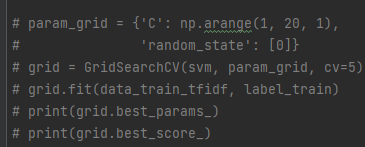 # param_grid = {'C': np.arange(1, 20, 1),
#               'random_state': [0]}
# grid = GridSearchCV(svm, param_grid, cv=5)
# grid.fit(data_train_tfidf, label_train)
# print(grid.best_params_)
# print(grid.best_score_)